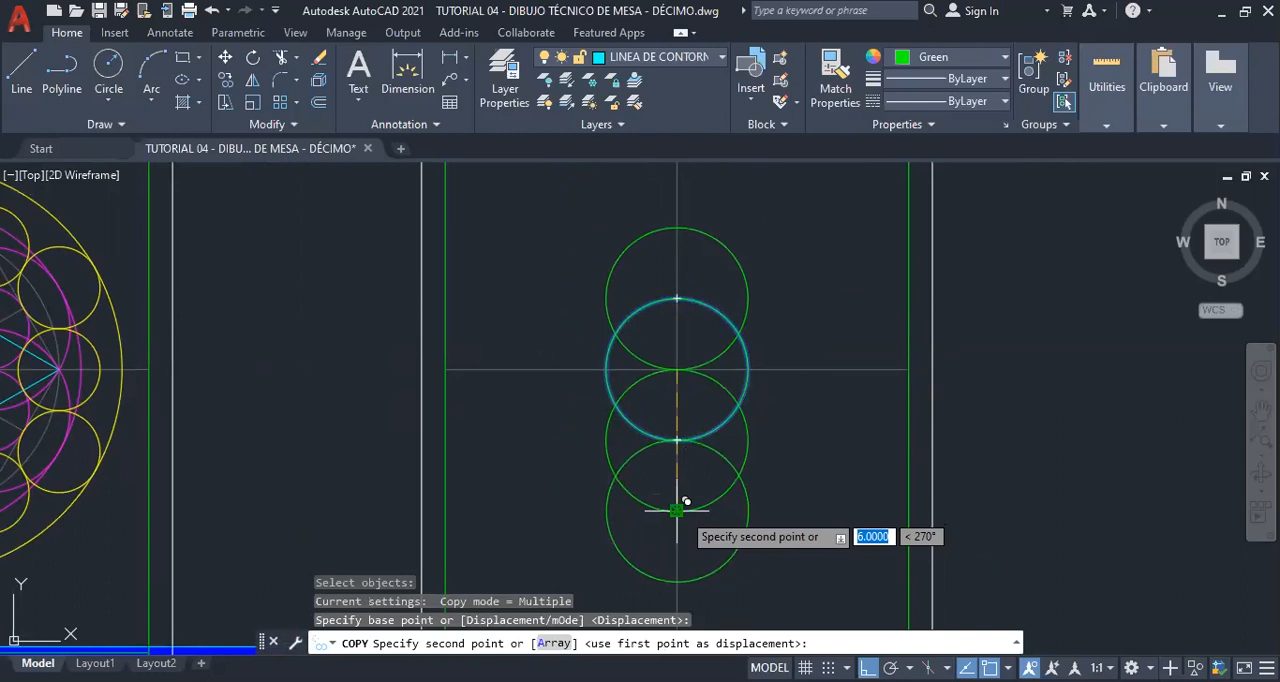 Autodesk AutoCAD 2021 TUTORIAL 04 - DIBUJO TÉCNICO DE MESA - DÉCIMO.dwg Type a keyword or phrase Sign In
Home Insert Annotate Parametric View Manage Output Add-ins Collaborate Featured Apps
LINEA DE CONTORN Green
ByLayer
ByLayer
Line Polyline Circle Arc Text Dimension Layer Properties Insert Match Properties Group Utilities Clipboard View
Draw Modify Annotation Layers Block Properties Groups
Start TUTORIAL 04 - DIBU... DE MESA - DÉCIMO*
[−][Top][2D Wireframe]
N
W TOP E
S
WCS
Specify second point or 6.0000 < 270°
Y
X
Select objects:
Current settings: Copy mode = Multiple
Specify base point or [Displacement/mOde] <Displacement>:
COPY Specify second point or [Array] <use first point as displacement>:
Model Layout1 Layout2 + MODEL 1:1